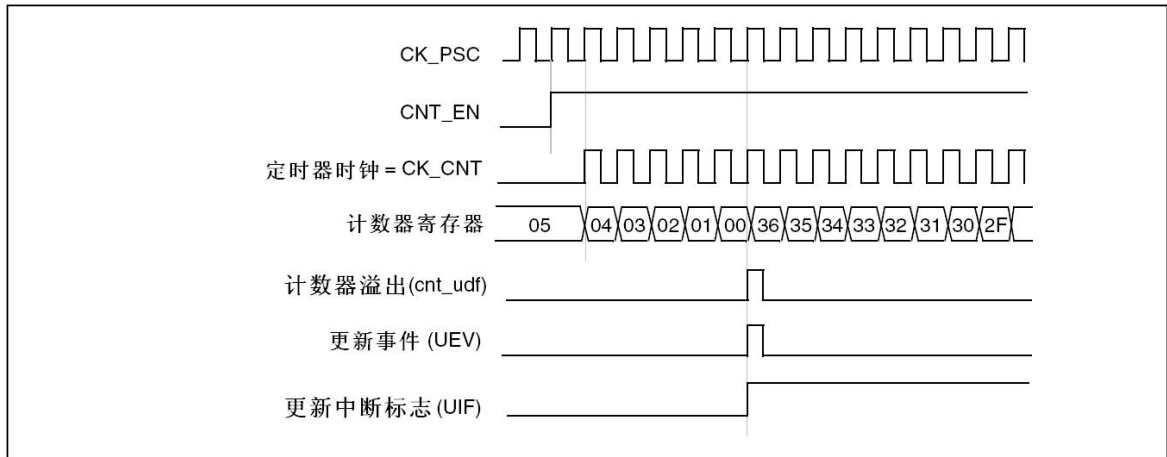 CK_PSC
CNT_EN
定时器时钟 = CK_CNT
计数器寄存器 05 04 03 02 01 00 36 35 34 33 32 31 30 2F
计数器溢出(cnt_udf)
更新事件 (UEV)
更新中断标志 (UIF)